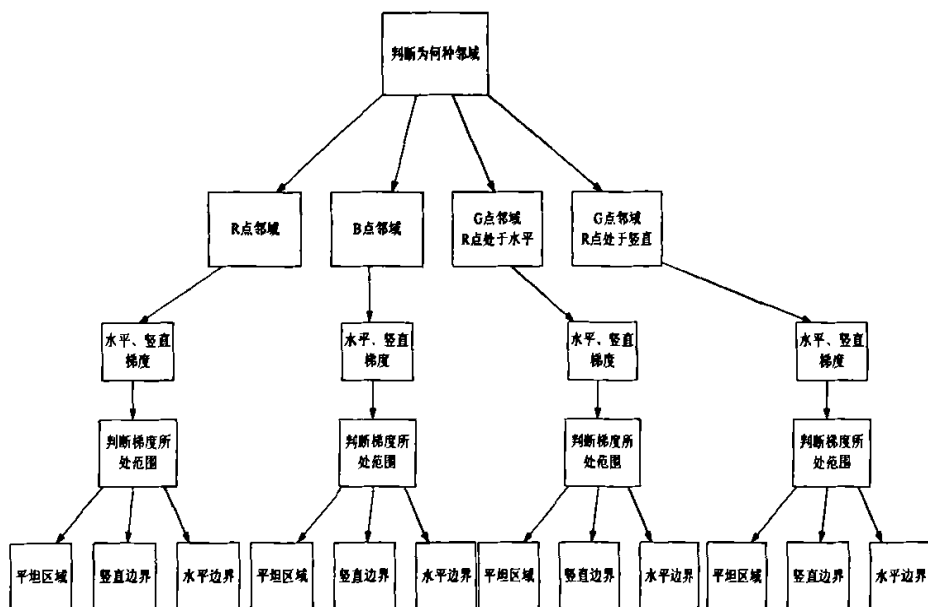 判断为何种邻域
R点邻域
B点邻域
G点邻域
R点处于水平
G点邻域
R点处于竖直
水平、竖直
梯度
水平、竖直
梯度
水平、竖直
梯度
水平、竖直
梯度
判断梯度所
处范围
判断梯度所
处范围
判断梯度所
处范围
判断梯度所
处范围
平坦区域
竖直边界
水平边界
平坦区域
竖直边界
水平边界
平坦区域
竖直边界
水平边界
平坦区域
竖直边界
水平边界